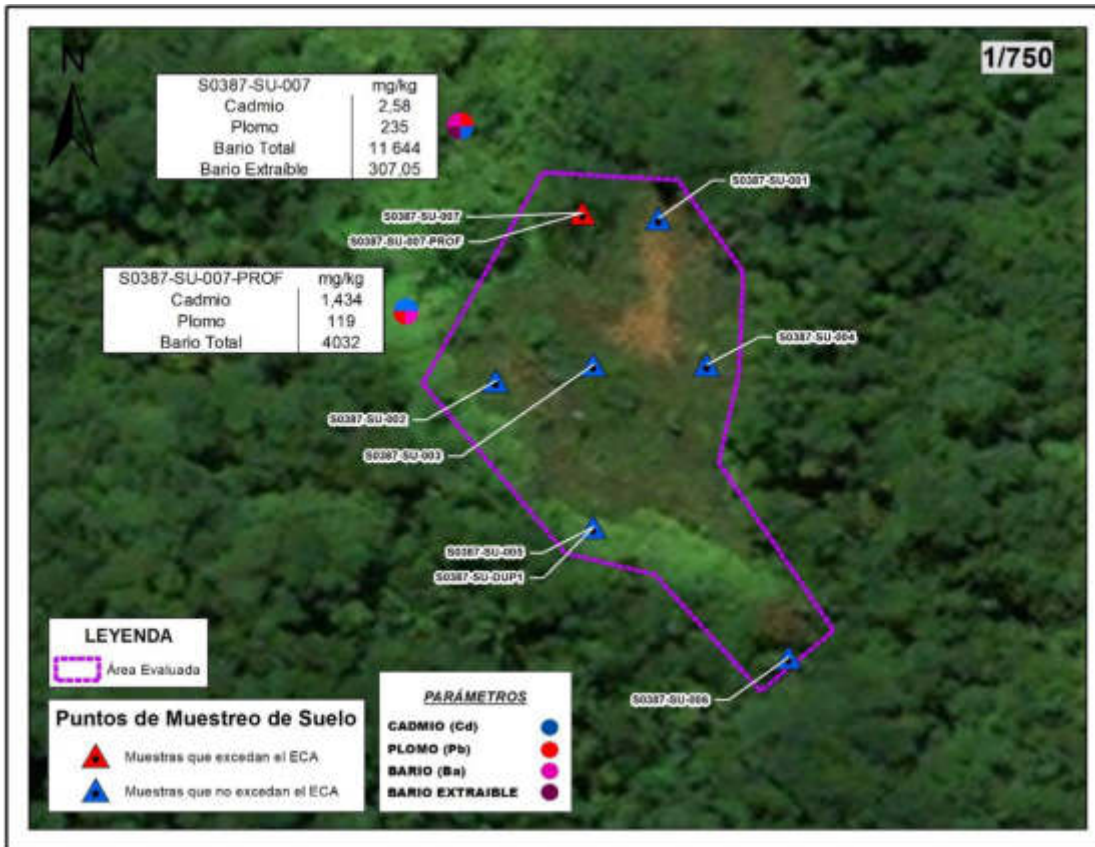 N
1/750
S0387-SU-007 mg/kg
Cadmio 2,58
Plomo 235
Bario Total 11 644
Bario Extraíble 307,05
S0387-SU-001
S0387-SU-007
S0387-SU-007-PROF
S0387-SU-007-PROF mg/kg
Cadmio 1,434
Plomo 119
Bario Total 4032
S0387-SU-004
S0387-SU-002
S0387-SU-003
S0387-SU-005
S0387-SU-DUP1
S0387-SU-006
LEYENDA
Área Evaluada
Puntos de Muestreo de Suelo
Muestras que excedan el ECA
Muestras que no excedan el ECA
PARÁMETROS
CADMIO (Cd)
PLOMO (Pb)
BARIO (Ba)
BARIO EXTRAIBLE